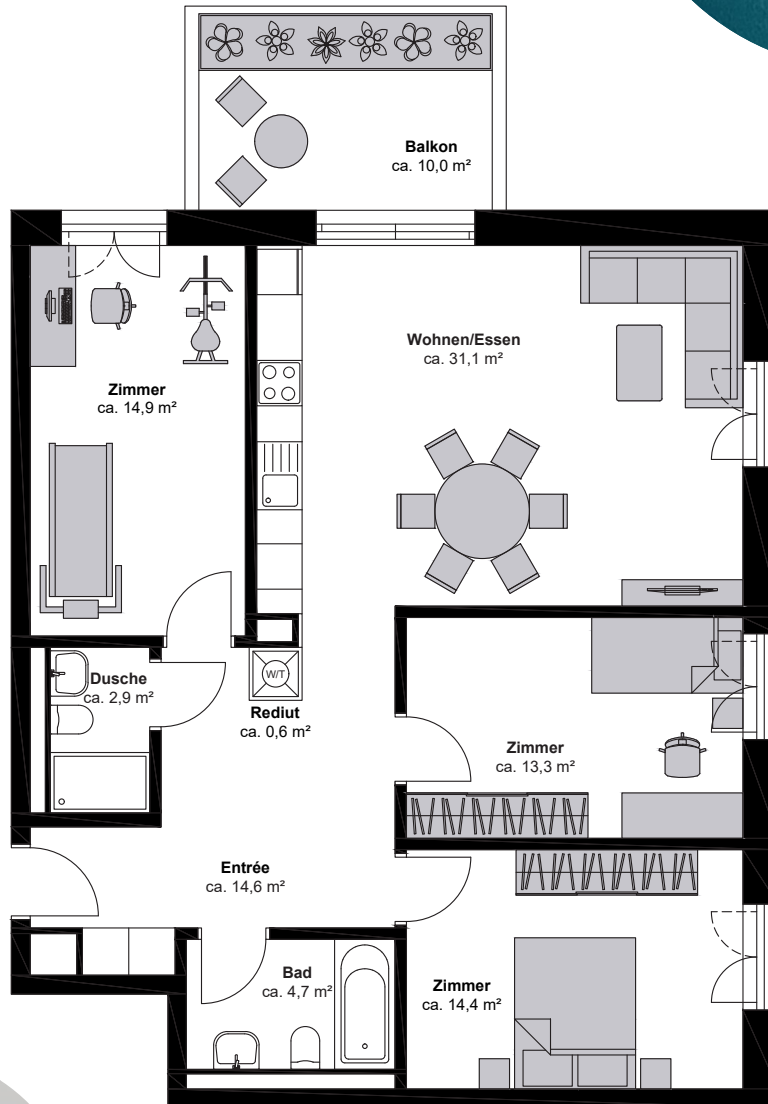 Balkon
ca. 10,0 m²
Wohnen/Essen
ca. 31,1 m²
Zimmer
ca. 14,9 m²
Dusche
ca. 2,9 m²
W/T
Rediut
ca. 0,6 m²
Zimmer
ca. 13,3 m²
Entrée
ca. 14,6 m²
Bad
ca. 4,7 m²
Zimmer
ca. 14,4 m²